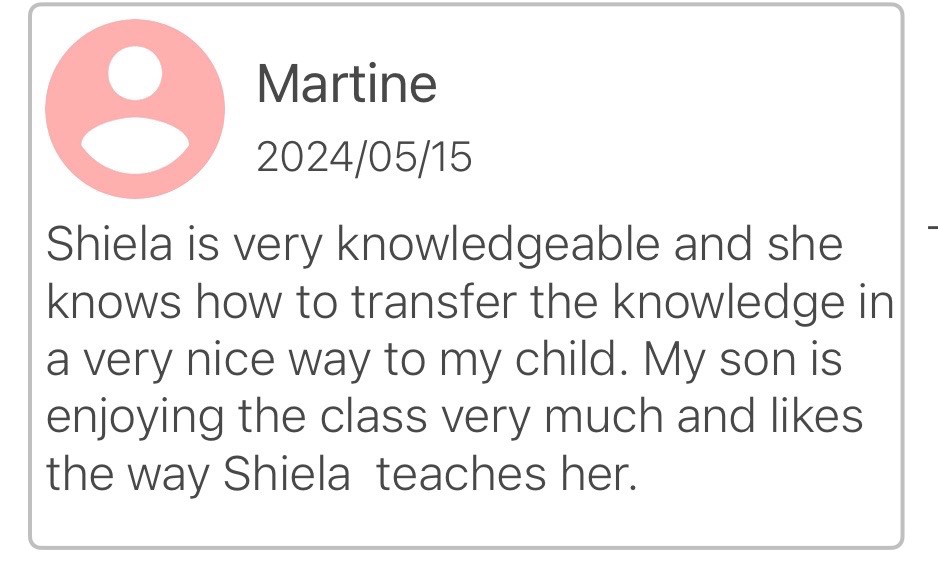 Martine
2024/05/15
Shiela is very knowledgeable and she
knows how to transfer the knowledge in
a very nice way to my child. My son is
enjoying the class very much and likes
the way Shiela  teaches her.